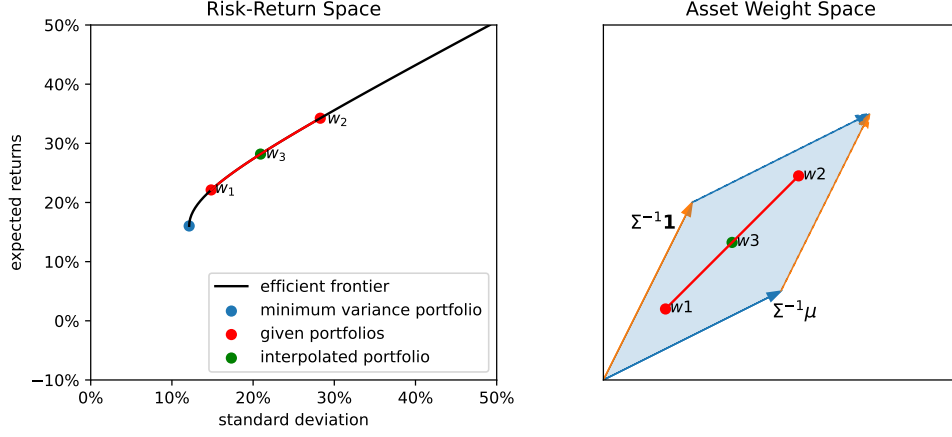 Risk-Return Space
50%
40%
30%
20%
10%
0%
−10%
expected returns
w₁
w₃
w₂
efficient frontier
minimum variance portfolio
given portfolios
interpolated portfolio
0%
10%
20%
30%
40%
50%
standard deviation
Asset Weight Space
Σ⁻¹𝟏
w2
w3
w1
Σ⁻¹μ